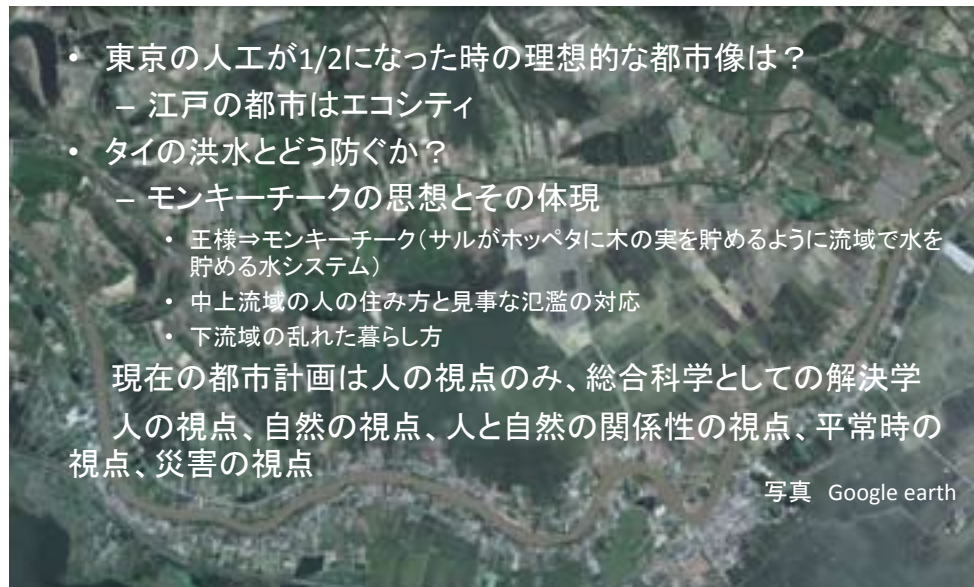 • 東京の人工が1/2になった時の理想的な都市像は？
– 江戸の都市はエコシティ
• タイの洪水とどう防ぐか？
– モンキーチークの思想とその体現
• 王様⇒モンキーチーク（サルがホッペタに木の実を貯めるように流域で水を
貯める水システム）
• 中上流域の人の住み方と見事な氾濫の対応
• 下流域の乱れた暮らし方
現在の都市計画は人の視点のみ、総合科学としての解決学
人の視点、自然の視点、人と自然の関係性の視点、平常時の
視点、災害の視点
写真 Google earth